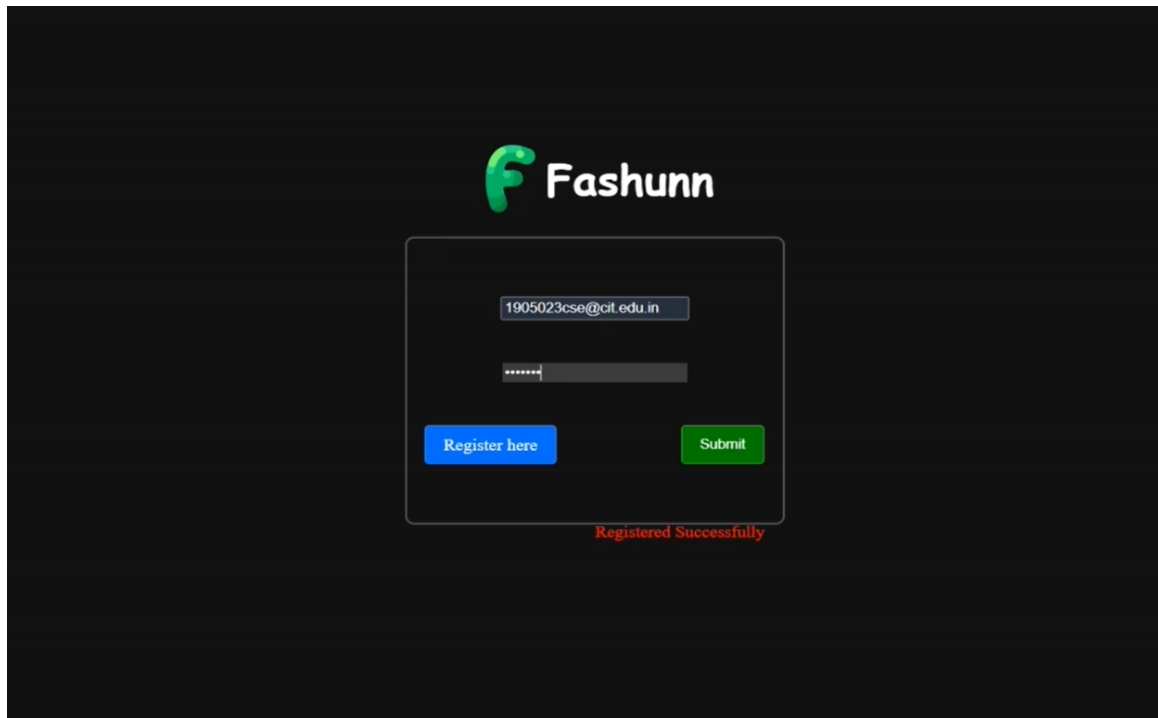 Fashunn
1905023cse@cit.edu.in
•••••••
Register here
Submit
Registered Successfully